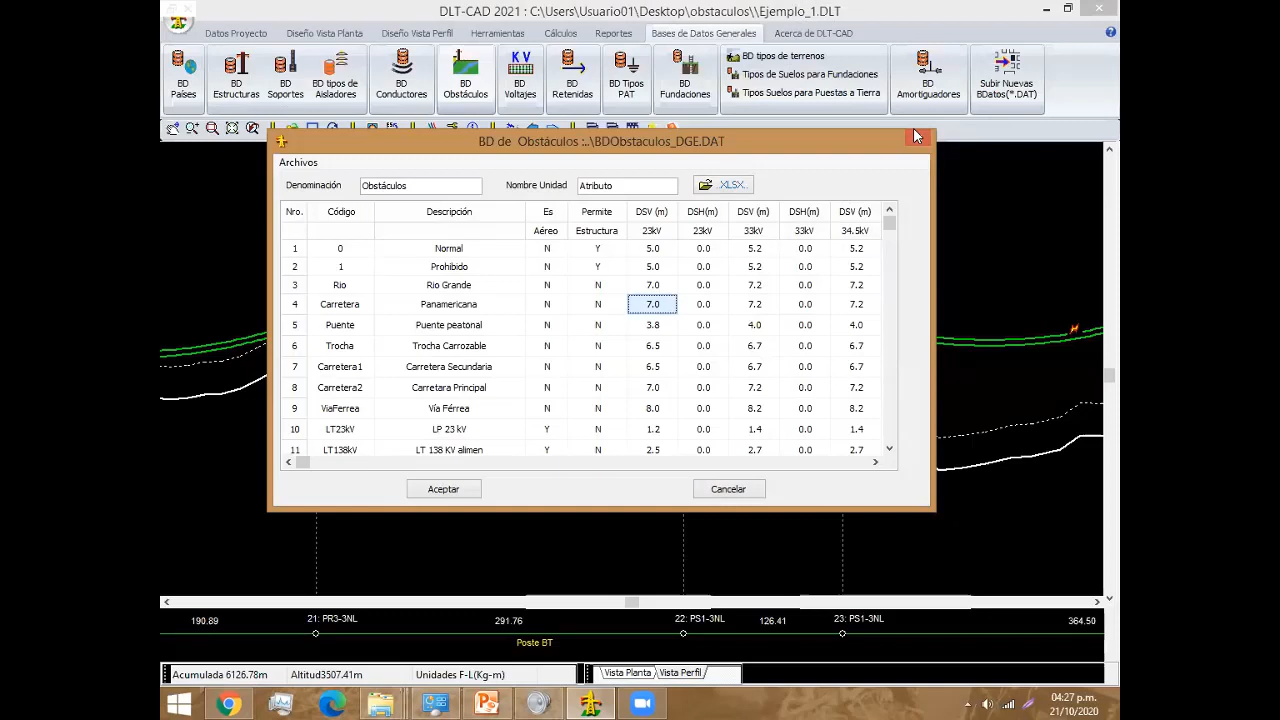 DLT-CAD 2021 : C:\Users\Usuario01\Desktop\obstaculos\\Ejemplo_1.DLT
Datos Proyecto Diseño Vista Planta Diseño Vista Perfil Herramientas Cálculos Reportes Bases de Datos Generales Acerca de DLT-CAD
BD Países
BD Estructuras
BD Soportes
BD tipos de Aisladores
BD Conductores
BD Obstáculos
KV
BD Voltajes
BD Retenidas
BD Tipos PAT
BD Fundaciones
BD tipos de terrenos
Tipos de Suelos para Fundaciones
Tipos Suelos para Puestas a Tierra
BD Amortiguadores
Subir Nuevas BDatos(*.DAT)
BD de Obstáculos :..\BDObstaculos_DGE.DAT
Archivos
Denominación Obstáculos Nombre Unidad Atributo .XLSX..
Nro. Código Descripción Es Permite DSV (m) DSH(m) DSV (m) DSH(m) DSV (m)
Aéreo Estructura 23kV 23kV 33kV 33kV 34.5kV
1 0 Normal N Y 5.0 0.0 5.2 0.0 5.2
2 1 Prohibido N Y 5.0 0.0 5.2 0.0 5.2
3 Rio Rio Grande N N 7.0 0.0 7.2 0.0 7.2
4 Carretera Panamericana N N 7.0 0.0 7.2 0.0 7.2
5 Puente Puente peatonal N N 3.8 0.0 4.0 0.0 4.0
6 Trocha Trocha Carrozable N N 6.5 0.0 6.7 0.0 6.7
7 Carretera1 Carretera Secundaria N N 6.5 0.0 6.7 0.0 6.7
8 Carretera2 Carretara Principal N N 7.0 0.0 7.2 0.0 7.2
9 ViaFerrea Vía Férrea N N 8.0 0.0 8.2 0.0 8.2
10 LT23kV LP 23 kV Y N 1.2 0.0 1.4 0.0 1.4
11 LT138kV LT 138 KV alimen Y N 2.5 0.0 2.7 0.0 2.7
Aceptar Cancelar
190.89 21: PR3-3NL 291.76 22: PS1-3NL 126.41 23: PS1-3NL 364.50
Poste BT
Acumulada 6126.78m Altitud3507.41m Unidades F-L(Kg-m) Vista Planta Vista Perfil
04:27 p.m.
21/10/2020